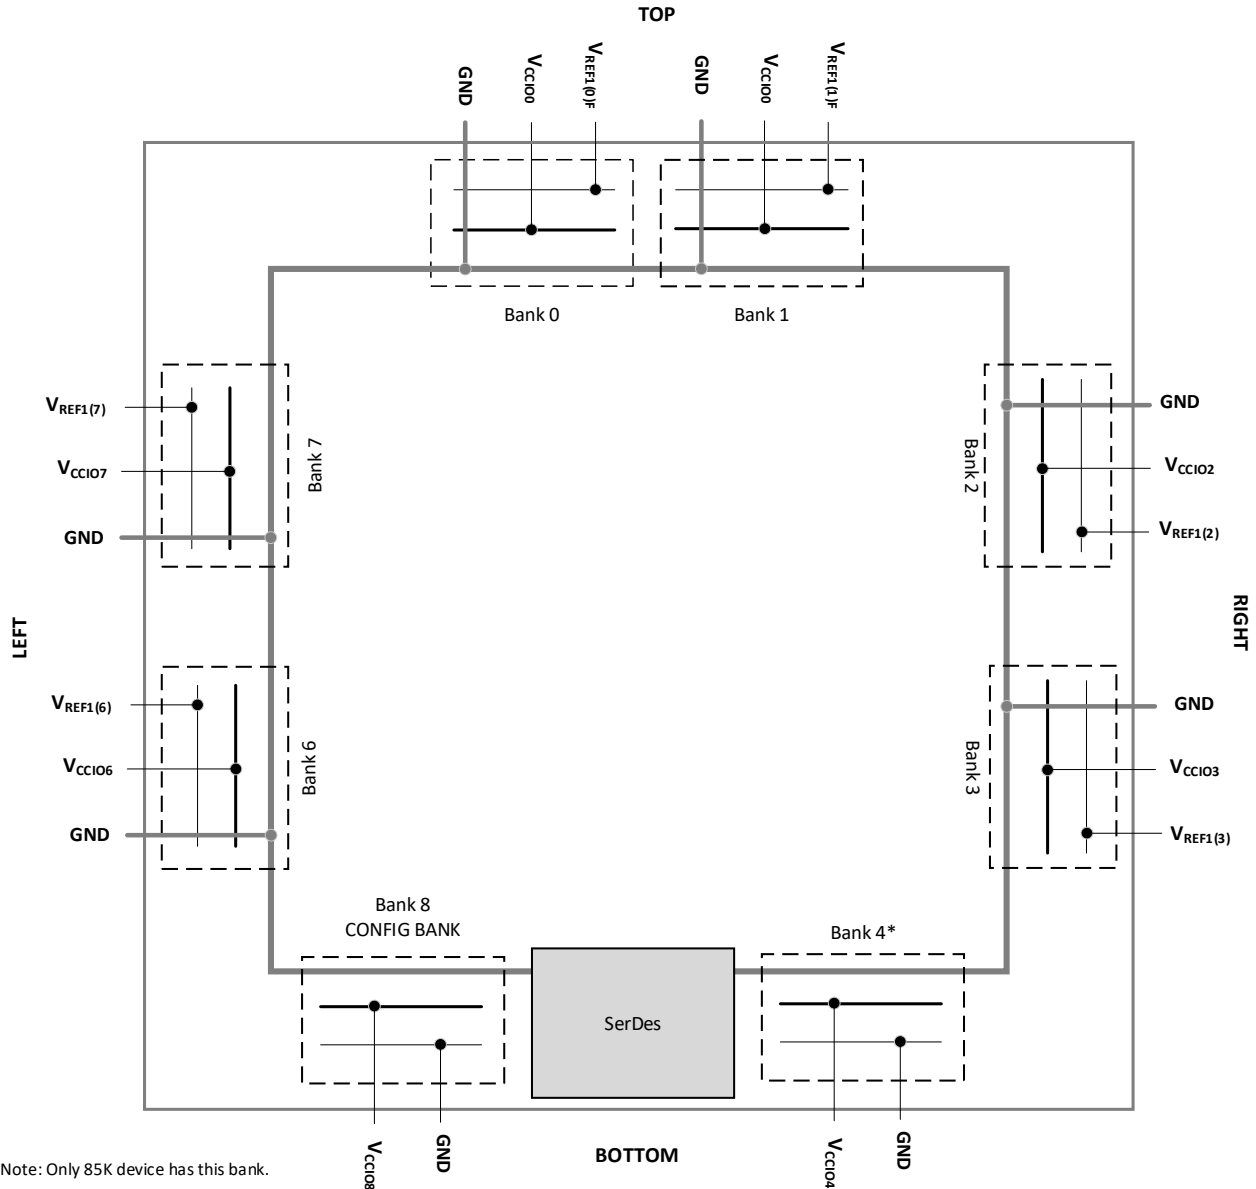 TOP
GND
VCCIO0
VREF1(0)F
GND
VCCIO0
VREF1(1)F
Bank 0
Bank 1
VREF1(7)
VCCIO7
GND
Bank 7
Bank 2
GND
VCCIO2
VREF1(2)
LEFT
RIGHT
VREF1(6)
VCCIO6
GND
Bank 6
Bank 3
GND
VCCIO3
VREF1(3)
Bank 8
CONFIG BANK
Bank 4*
SerDes
VCCIO8
GND
BOTTOM
VCCIO4
GND
Note: Only 85K device has this bank.